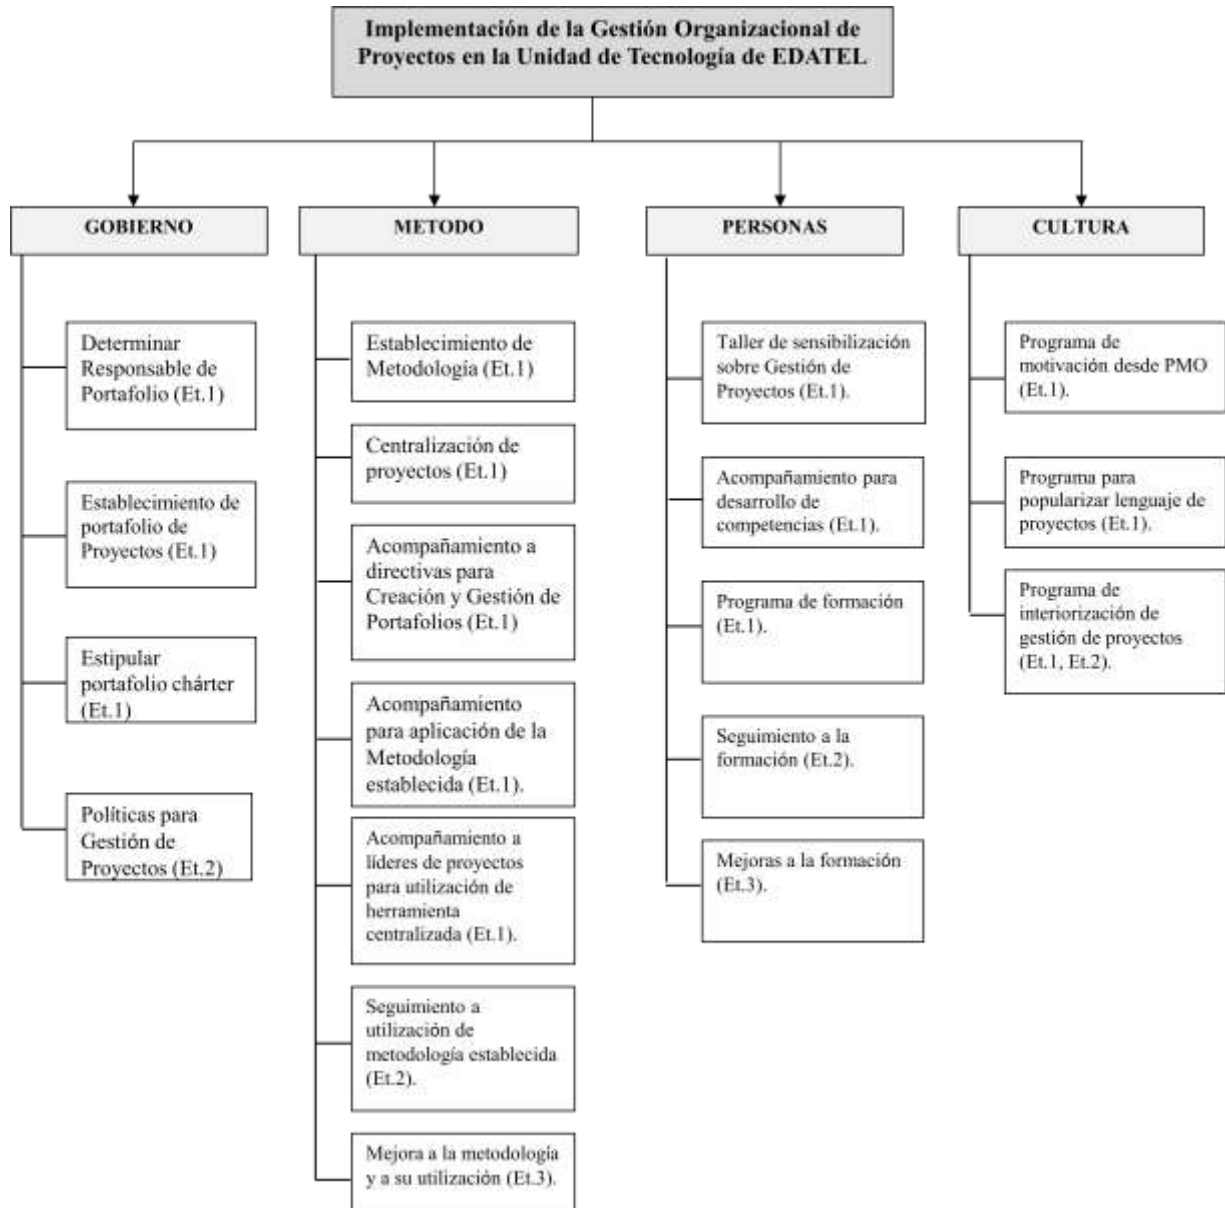 Implementación de la Gestión Organizacional de
Proyectos en la Unidad de Tecnología de EDATEL
GOBIERNO
Determinar
Responsable de
Portafolio (Et.1)
Establecimiento de
portafolio de
Proyectos (Et.1)
Estipular
portafolio chárter
(Et.1)
Políticas para
Gestión de
Proyectos (Et.2)
METODO
Establecimiento de
Metodología (Et.1)
Centralización de
proyectos (Et.1)
Acompañamiento a
directivas para
Creación y Gestión de
Portafolios (Et.1)
Acompañamiento
para aplicación de la
Metodología
establecida (Et.1).
Acompañamiento a
líderes de proyectos
para utilización de
herramienta
centralizada (Et.1).
Seguimiento a
utilización de
metodología establecida
(Et.2).
Mejora a la metodología
y a su utilización (Et.3).
PERSONAS
Taller de sensibilización
sobre Gestión de
Proyectos (Et.1).
Acompañamiento para
desarrollo de
competencias (Et.1).
Programa de formación
(Et.1).
Seguimiento a la
formación (Et.2).
Mejoras a la formación
(Et.3).
CULTURA
Programa de
motivación desde PMO
(Et.1).
Programa para
popularizar lenguaje de
proyectos (Et.1).
Programa de
interiorización de
gestión de proyectos
(Et.1, Et.2).